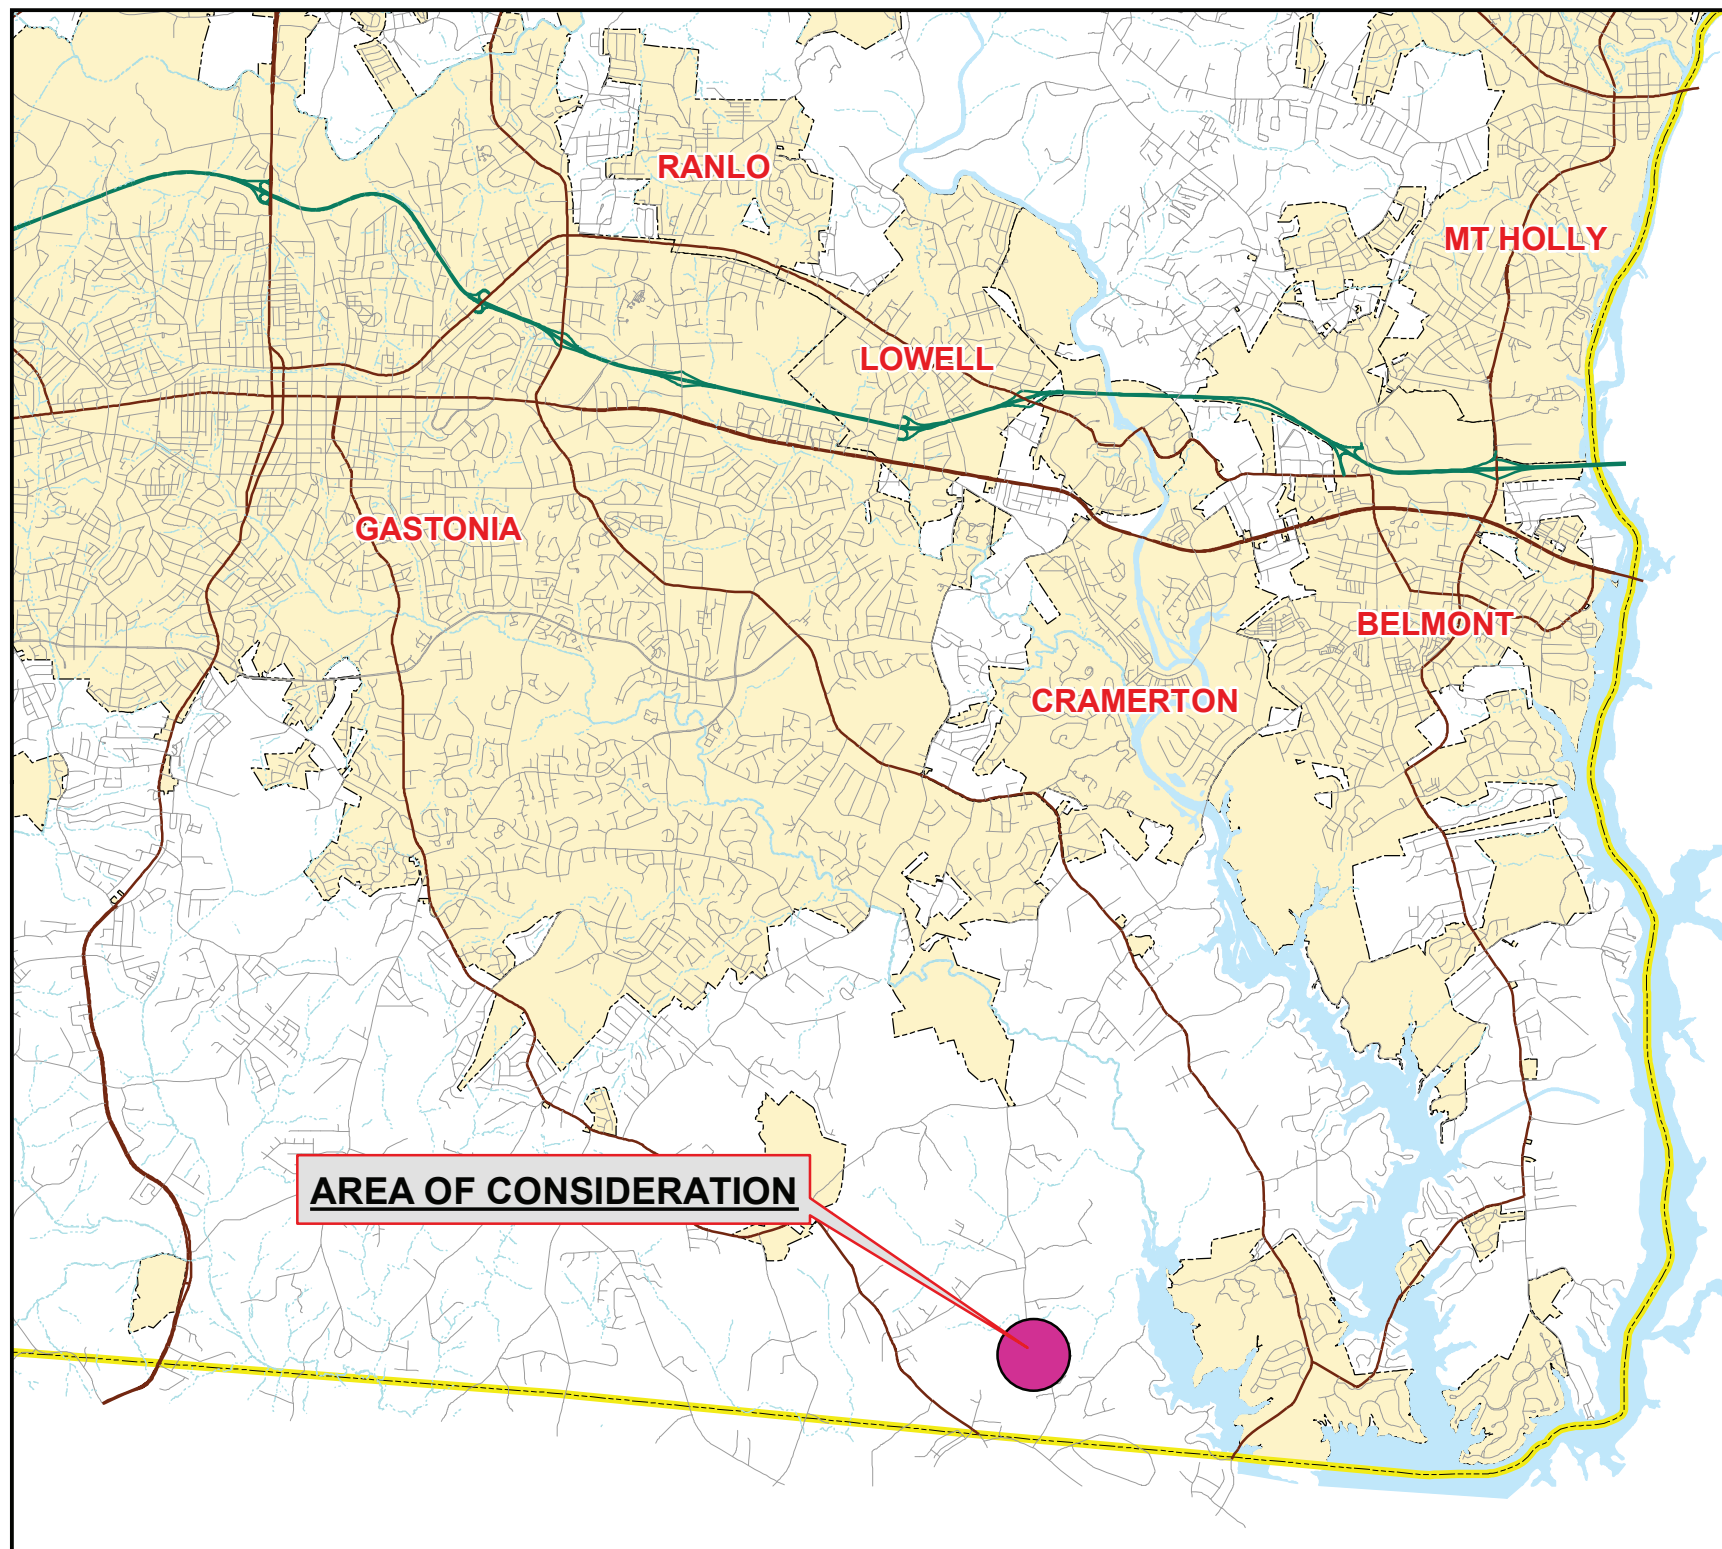 RANLO
MT HOLLY
LOWELL
GASTONIA
BELMONT
CRAMERTON
AREA OF CONSIDERATION